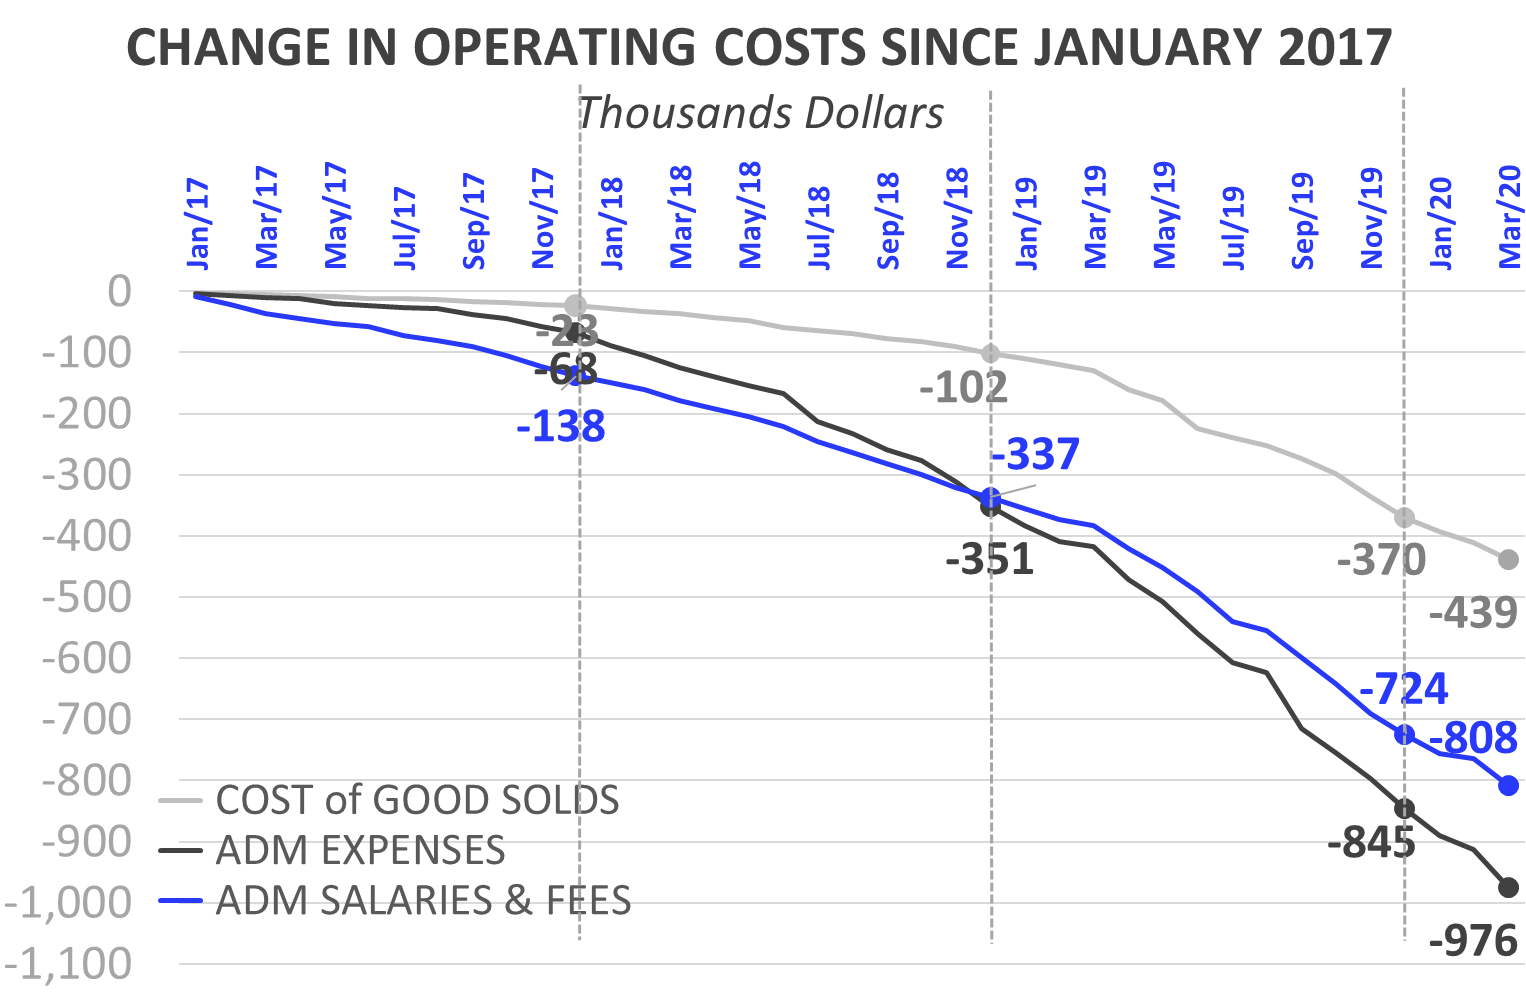 CHANGE IN OPERATING COSTS SINCE JANUARY 2017
Thousands Dollars
Jan/17
Mar/17
May/17
Jul/17
Sep/17
Nov/17
Jan/18
Mar/18
May/18
Jul/18
Sep/18
Nov/18
Jan/19
Mar/19
May/19
Jul/19
Sep/19
Nov/19
Jan/20
Mar/20
0
-100
-200
-300
-400
-500
-600
-700
-800
-900
-1,000
-1,100
-23
-68
-138
-102
-337
-351
-370
-439
-724
-808
-845
-976
COST of GOOD SOLDS
ADM EXPENSES
ADM SALARIES & FEES